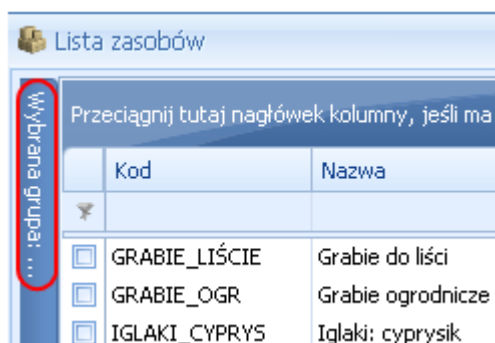 Lista zasobów
Wybrana grupa: ...
Przeciągnij tutaj nagłówek kolumny, jeśli ma
Kod Nazwa
GRABIE_LIŚCIE Grabie do liści
GRABIE_OGR Grabie ogrodnicze
IGLAKI_CYPRYS Iglaki: cyprysik